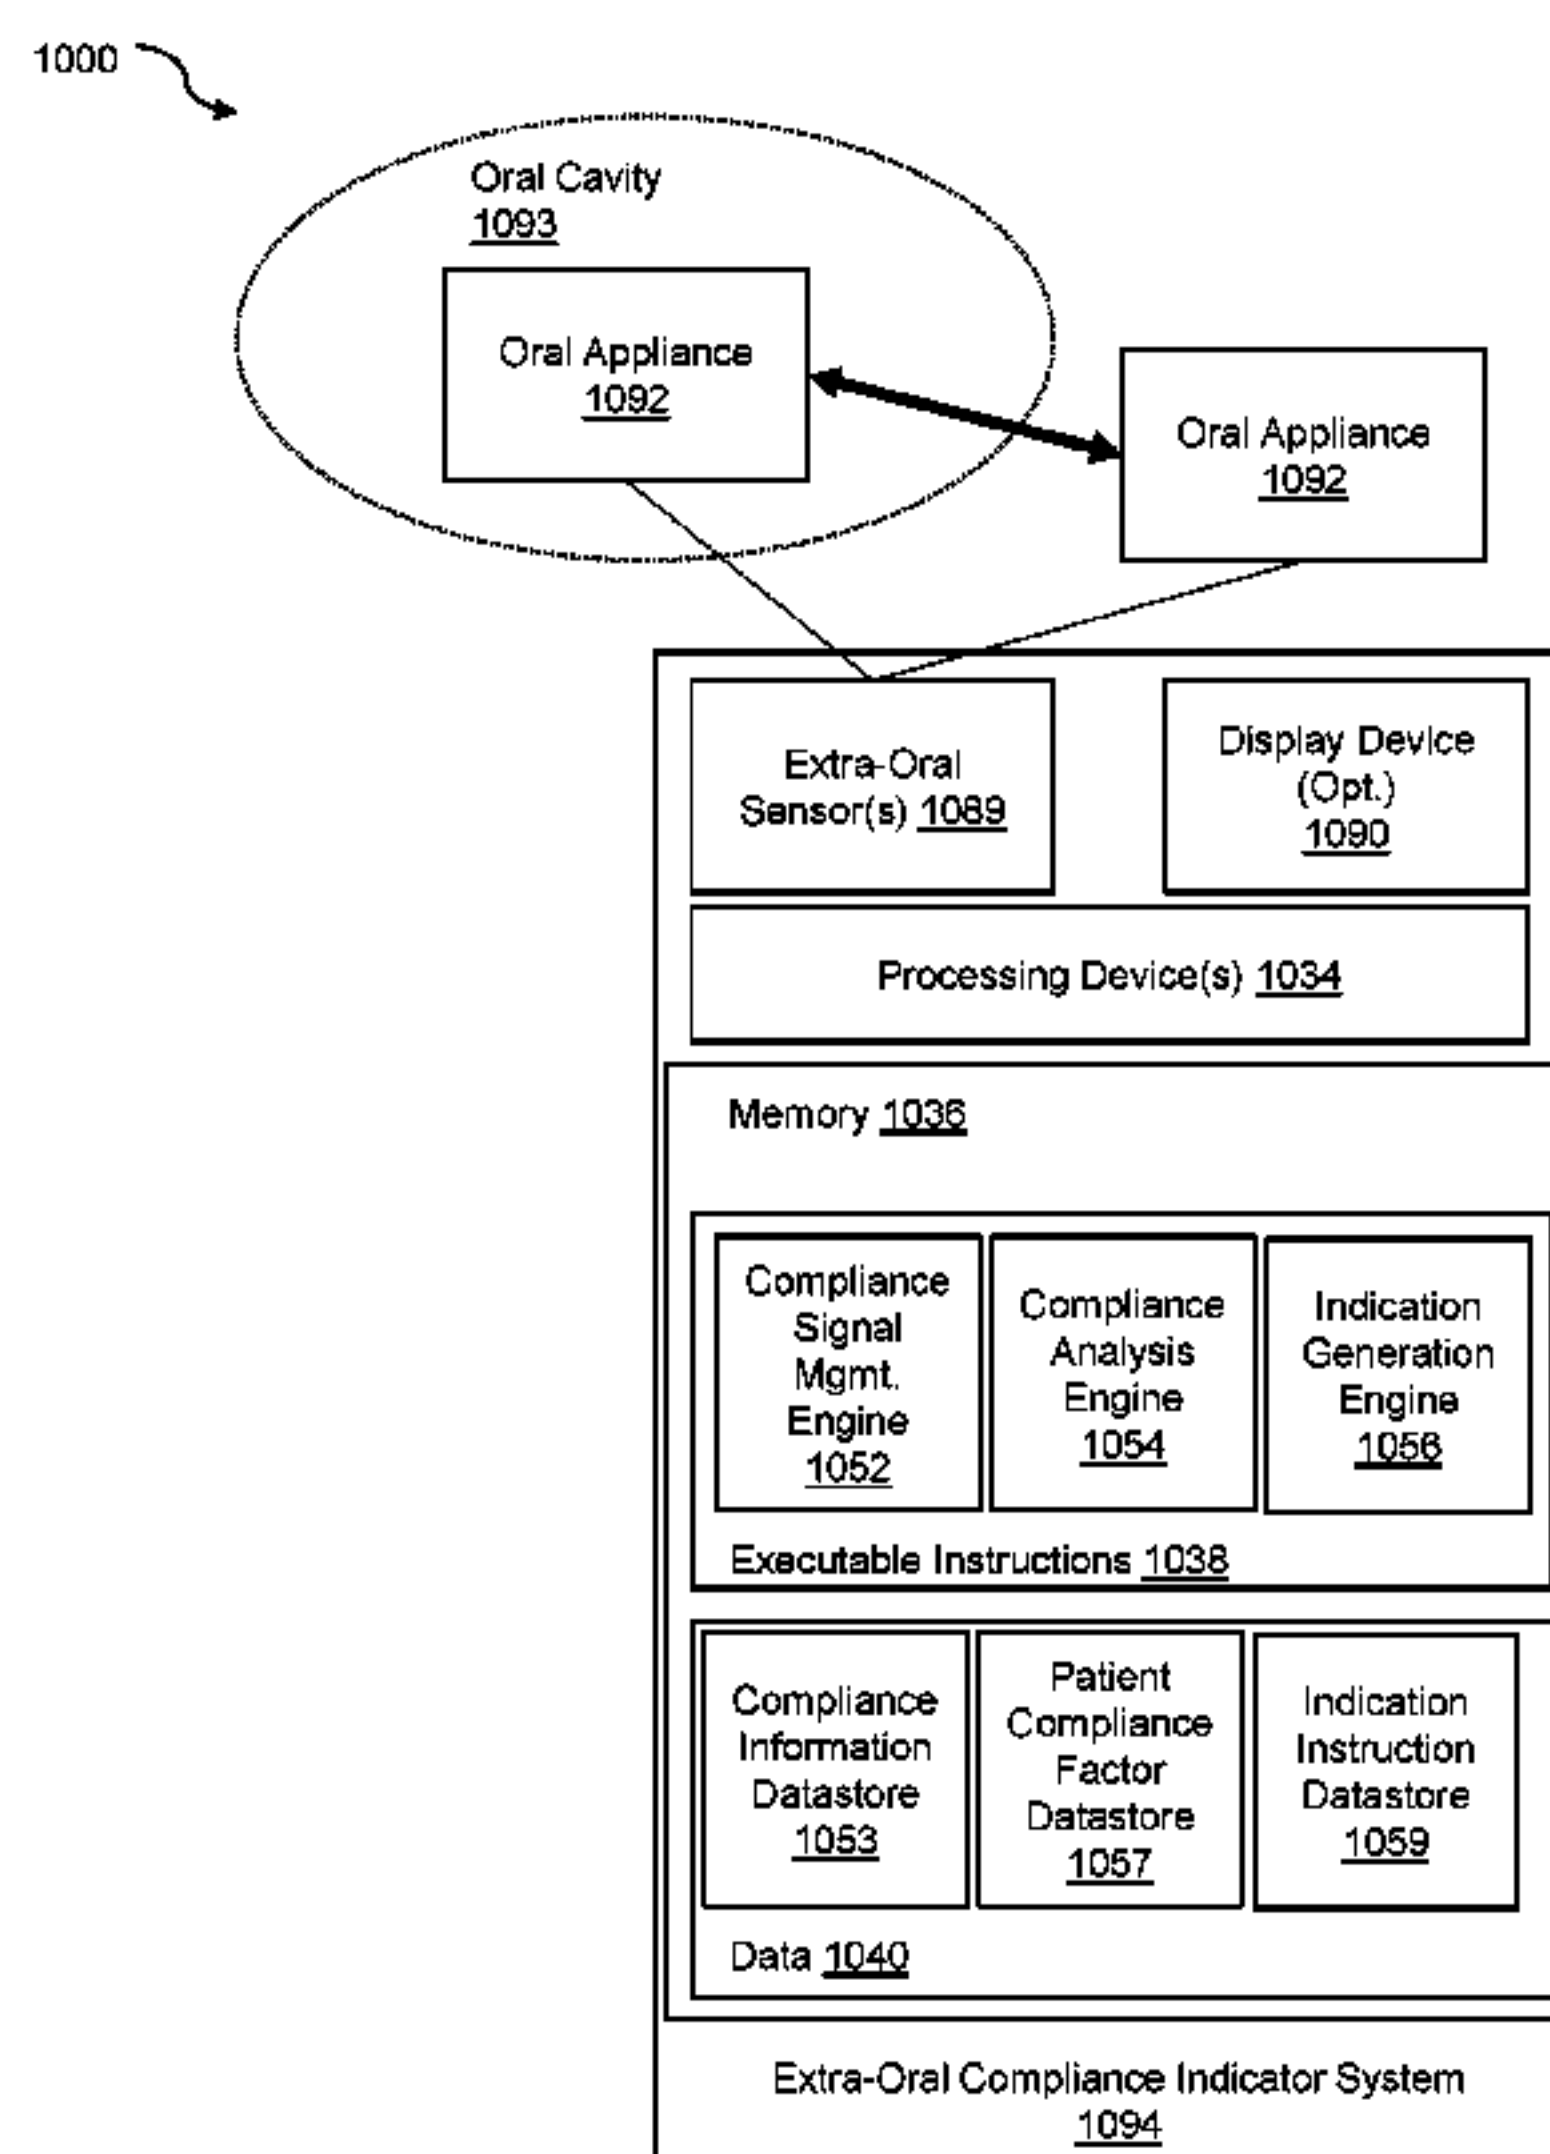 1000
Oral Cavity
1093
Oral Appliance
1092
Oral Appliance
1092
Extra-Oral
Sensor(s) 1089
Display Device
(Opt.)
1090
Processing Device(s) 1034
Memory 1036
Compliance
Signal
Mgmt.
Engine
1052
Compliance
Analysis
Engine
1054
Indication
Generation
Engine
1056
Executable Instructions 1038
Compliance
Information
Datastore
1053
Patient
Compliance
Factor
Datastore
1057
Indication
Instruction
Datastore
1059
Data 1040
Extra-Oral Compliance Indicator System
1094